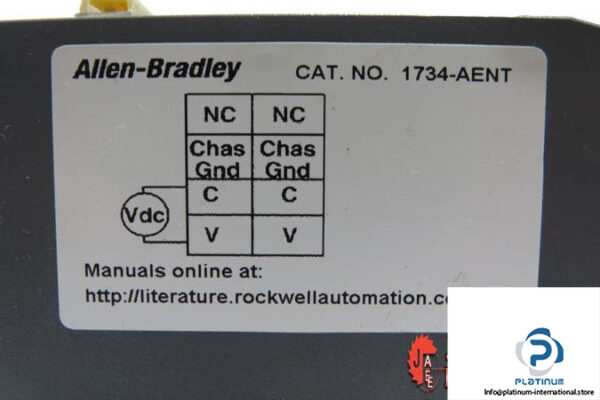 Allen-Bradley CAT. NO. 1734-AENT
NC NC
Chas Gnd Chas Gnd
C C
Vdc
V V
Manuals online at:
http://literature.rockwellautomation.co
JAEE
PLATINUM
Info@platinum-international.store